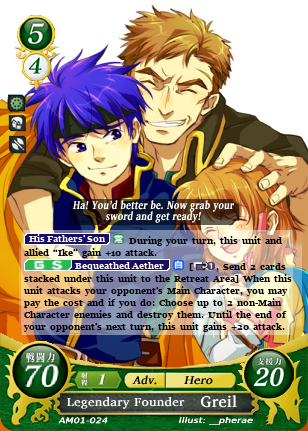 5
4
Ha! You'd better be. Now grab your
sword and get ready!
His Fathers' Son 常 During your turn, this unit and
allied "Ike" gain +10 attack.
G S Bequeathed Aether 自 [, Send 2 cards
stacked under this unit to the Retreat Area] When this
unit attacks your opponent's Main Character, you may
pay the cost and if you do: Choose up to 2 non-Main
Character enemies and destroy them. Until the end of
your opponent's next turn, this unit gains +20 attack.
戦闘力
70
射程 1 Adv. Hero
支援力
20
Legendary Founder Greil
AM01-024 Illust: __pherae